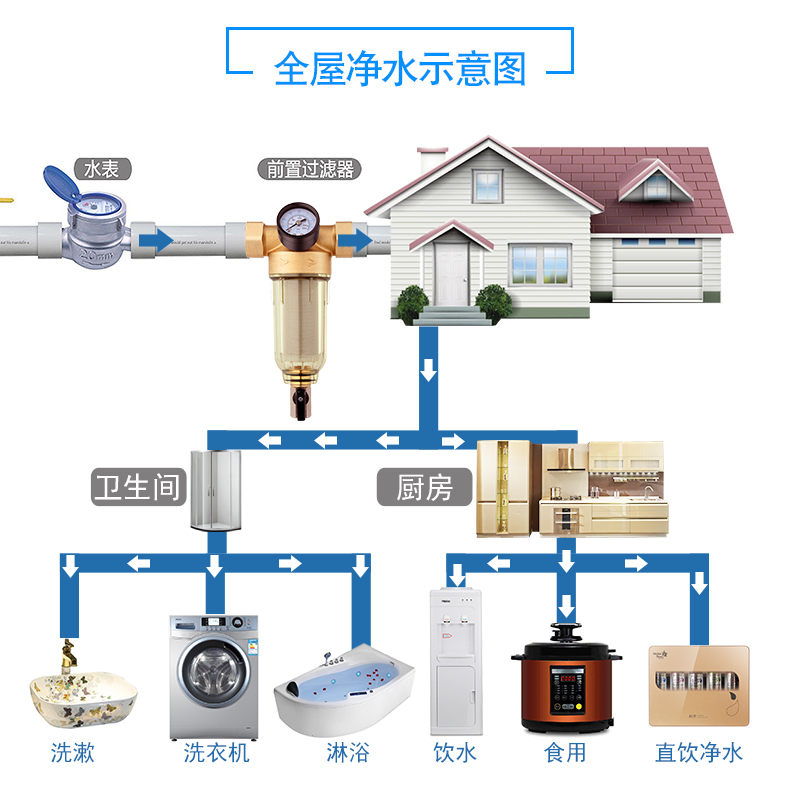 全屋净水示意图
水表
前置过滤器
20mm
卫生间
厨房
洗漱
洗衣机
淋浴
饮水
食用
直饮净水